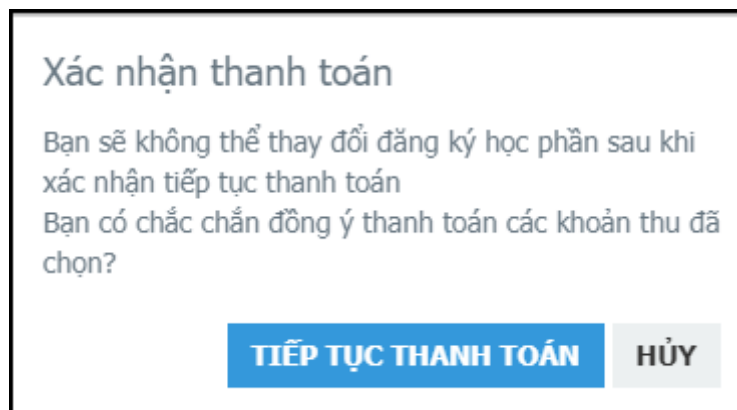 Xác nhận thanh toán
Bạn sẽ không thể thay đổi đăng ký học phần sau khi
xác nhận tiếp tục thanh toán
Bạn có chắc chắn đồng ý thanh toán các khoản thu đã
chọn?
TIẾP TỤC THANH TOÁN HỦY